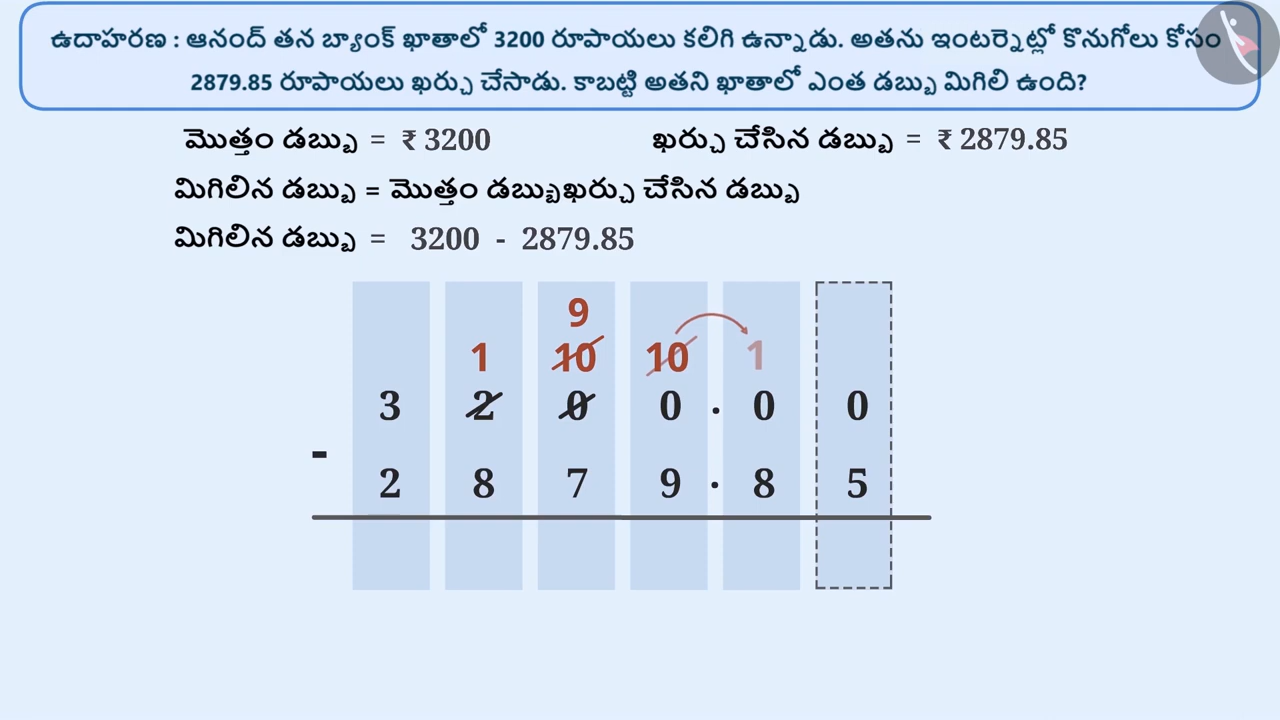 ఉదాహరణ : ఆనంద్ తన బ్యాంక్ ఖాతాలో 3200 రూపాయలు కలిగి ఉన్నాడు. అతను ఇంటర్నెట్లో కొనుగోలు కోసం
2879.85 రూపాయలు ఖర్చు చేసాడు. కాబట్టి అతని ఖాతాలో ఎంత డబ్బు మిగిలి ఉంది?
మొత్తం డబ్బు = ₹ 3200 ఖర్చు చేసిన డబ్బు = ₹ 2879.85
మిగిలిన డబ్బు = మొత్తం డబ్బుఖర్చు చేసిన డబ్బు
మిగిలిన డబ్బు = 3200 - 2879.85
9
1 10 10 1
3 2 0 0 . 0 0
- 2 8 7 9 . 8 5